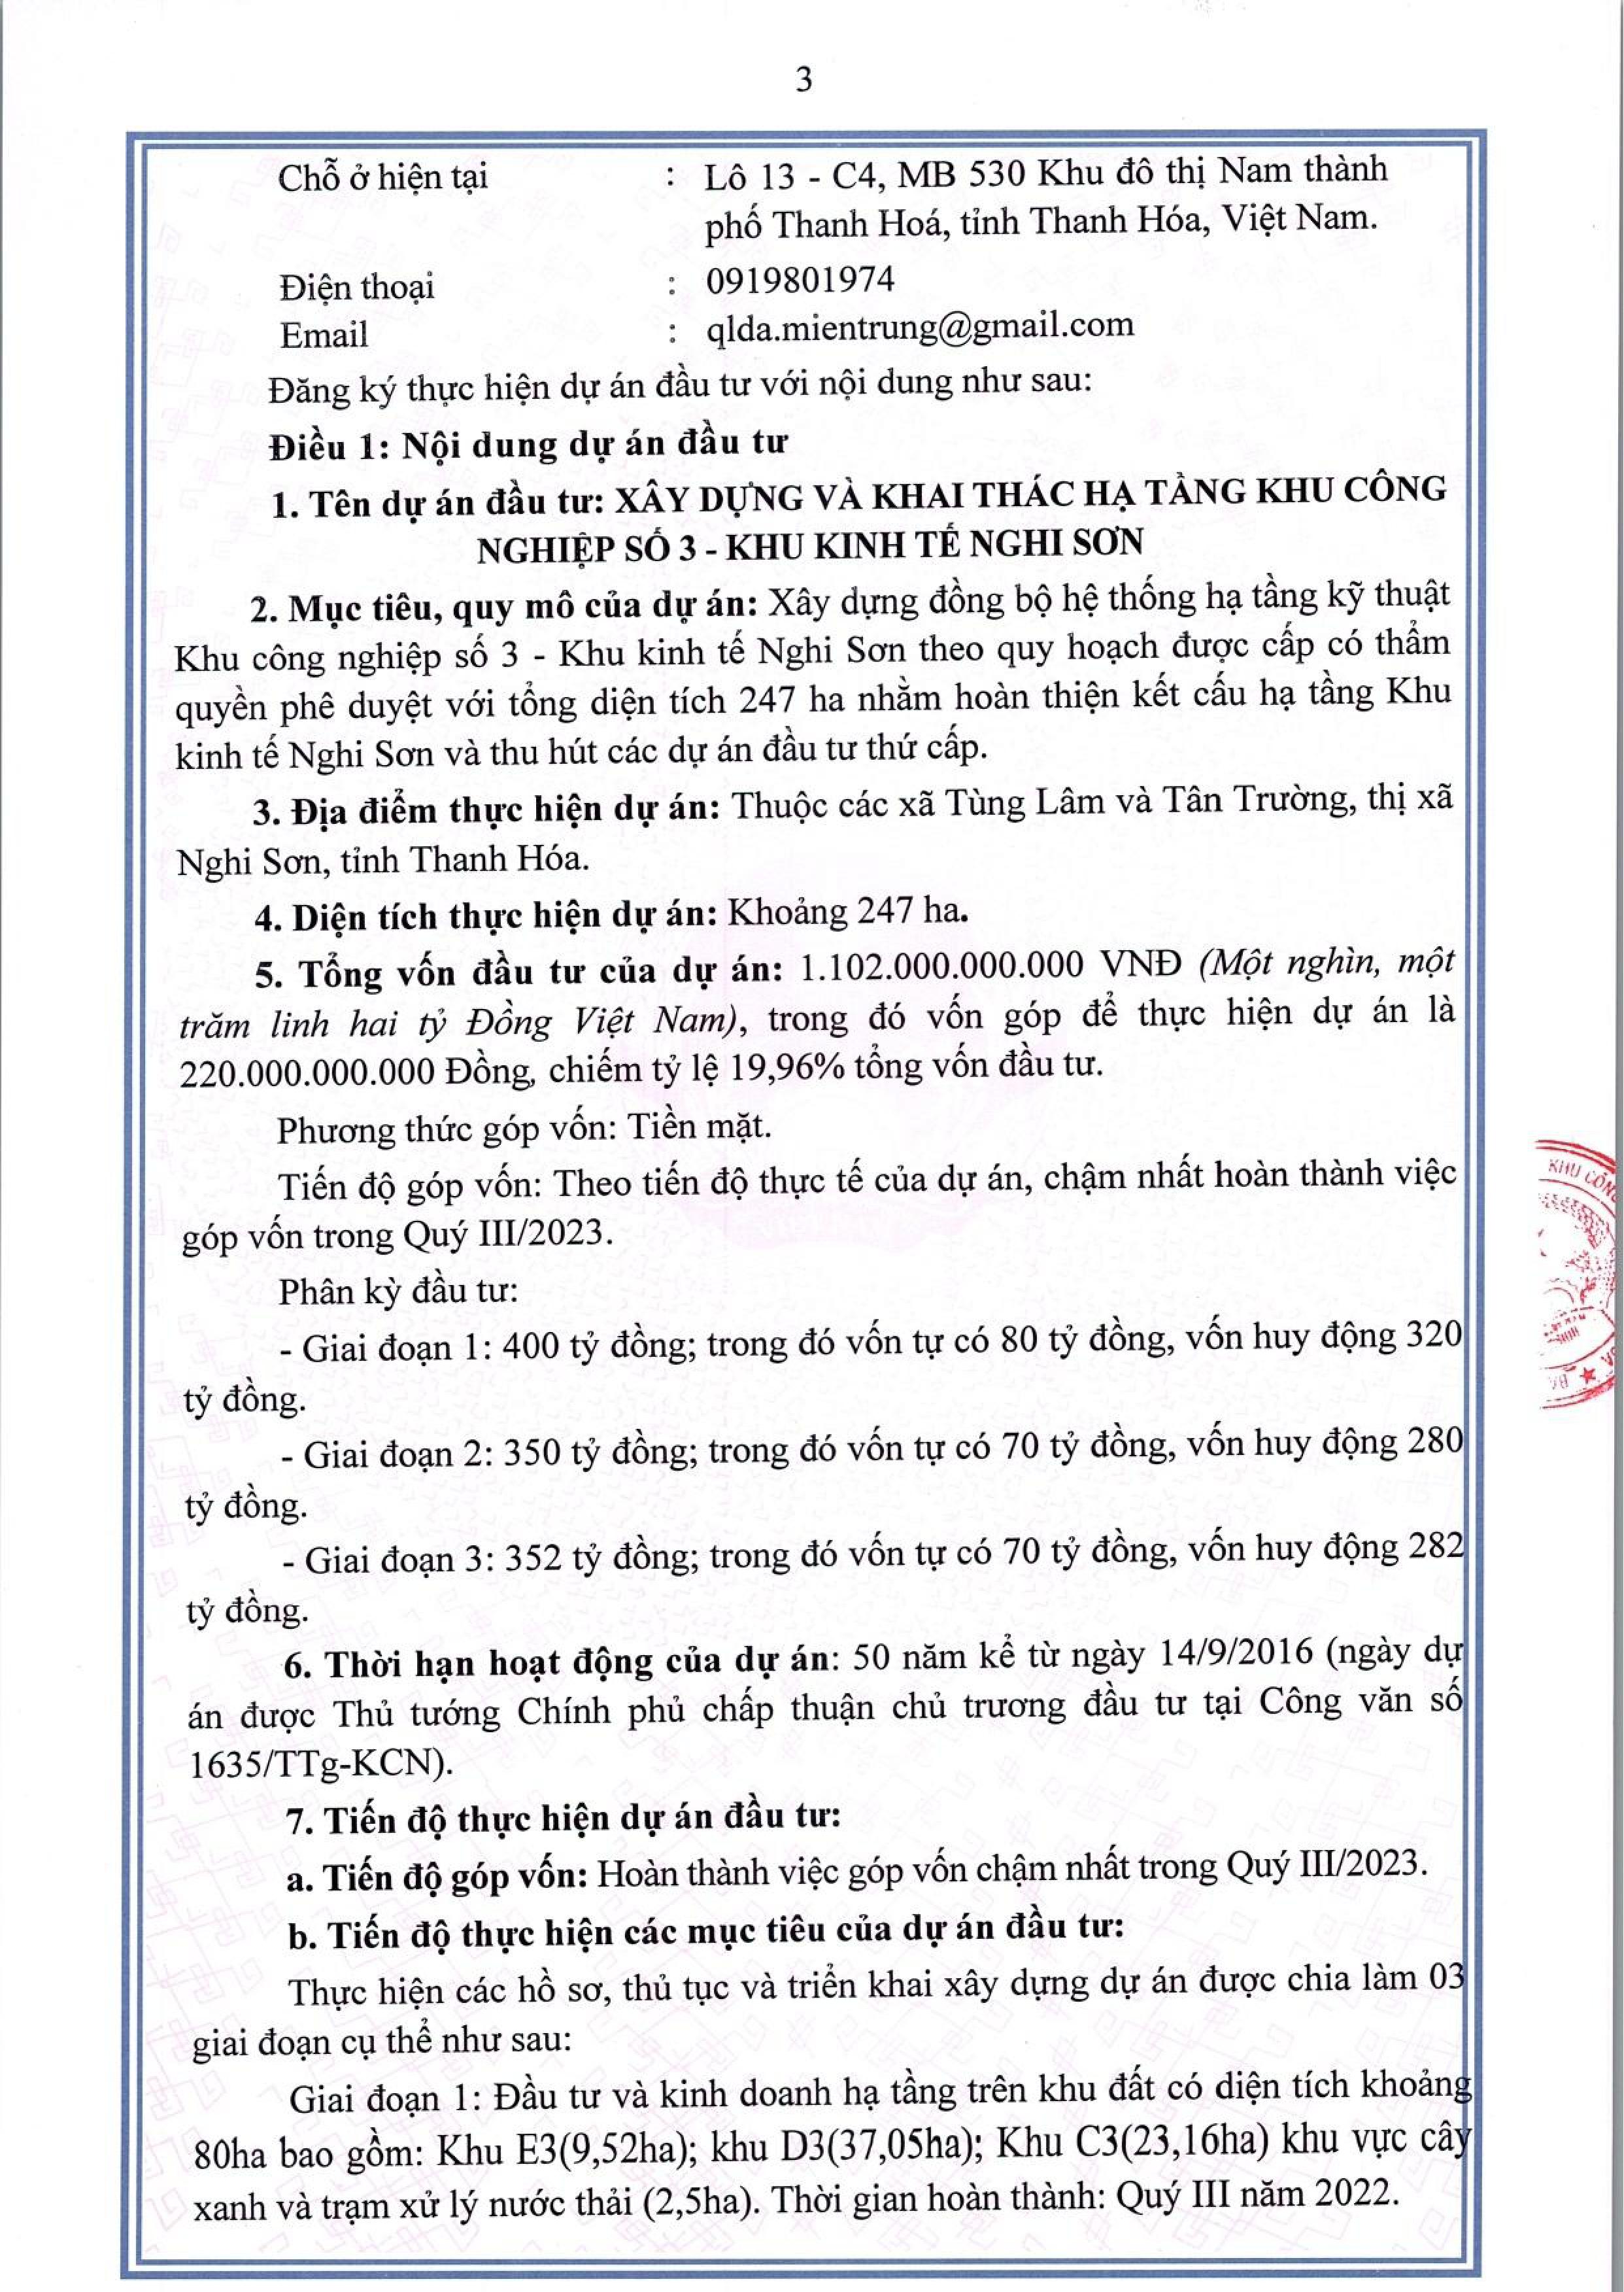 3
Chỗ ở hiện tại : Lô 13 - C4, MB 530 Khu đô thị Nam thành
phố Thanh Hoá, tỉnh Thanh Hóa, Việt Nam.
Điện thoại : 0919801974
Email : qlda.mientrung@gmail.com
Đăng ký thực hiện dự án đầu tư với nội dung như sau:
Điều 1: Nội dung dự án đầu tư
1. Tên dự án đầu tư: XÂY DỰNG VÀ KHAI THÁC HẠ TẦNG KHU CÔNG
NGHIỆP SỐ 3 - KHU KINH TẾ NGHI SƠN
2. Mục tiêu, quy mô của dự án: Xây dựng đồng bộ hệ thống hạ tầng kỹ thuật
Khu công nghiệp số 3 - Khu kinh tế Nghi Sơn theo quy hoạch được cấp có thẩm
quyền phê duyệt với tổng diện tích 247 ha nhằm hoàn thiện kết cấu hạ tầng Khu
kinh tế Nghi Sơn và thu hút các dự án đầu tư thứ cấp.
3. Địa điểm thực hiện dự án: Thuộc các xã Tùng Lâm và Tân Trường, thị xã
Nghi Sơn, tỉnh Thanh Hóa.
4. Diện tích thực hiện dự án: Khoảng 247 ha.
5. Tổng vốn đầu tư của dự án: 1.102.000.000.000 VNĐ (Một nghìn, một
trăm linh hai tỷ Đồng Việt Nam), trong đó vốn góp để thực hiện dự án là
220.000.000.000 Đồng, chiếm tỷ lệ 19,96% tổng vốn đầu tư.
Phương thức góp vốn: Tiền mặt.
Tiến độ góp vốn: Theo tiến độ thực tế của dự án, chậm nhất hoàn thành việc
góp vốn trong Quý III/2023.
Phân kỳ đầu tư:
- Giai đoạn 1: 400 tỷ đồng; trong đó vốn tự có 80 tỷ đồng, vốn huy động 320
tỷ đồng.
- Giai đoạn 2: 350 tỷ đồng; trong đó vốn tự có 70 tỷ đồng, vốn huy động 280
tỷ đồng.
- Giai đoạn 3: 352 tỷ đồng; trong đó vốn tự có 70 tỷ đồng, vốn huy động 282
tỷ đồng.
6. Thời hạn hoạt động của dự án: 50 năm kể từ ngày 14/9/2016 (ngày dự
án được Thủ tướng Chính phủ chấp thuận chủ trương đầu tư tại Công văn số
1635/TTg-KCN).
7. Tiến độ thực hiện dự án đầu tư:
a. Tiến độ góp vốn: Hoàn thành việc góp vốn chậm nhất trong Quý III/2023.
b. Tiến độ thực hiện các mục tiêu của dự án đầu tư:
Thực hiện các hồ sơ, thủ tục và triển khai xây dựng dự án được chia làm 03
giai đoạn cụ thể như sau:
Giai đoạn 1: Đầu tư và kinh doanh hạ tầng trên khu đất có diện tích khoảng
80ha bao gồm: Khu E3(9,52ha); khu D3(37,05ha); Khu C3(23,16ha) khu vực cây
xanh và trạm xử lý nước thải (2,5ha). Thời gian hoàn thành: Quý III năm 2022.
KHU CÔN